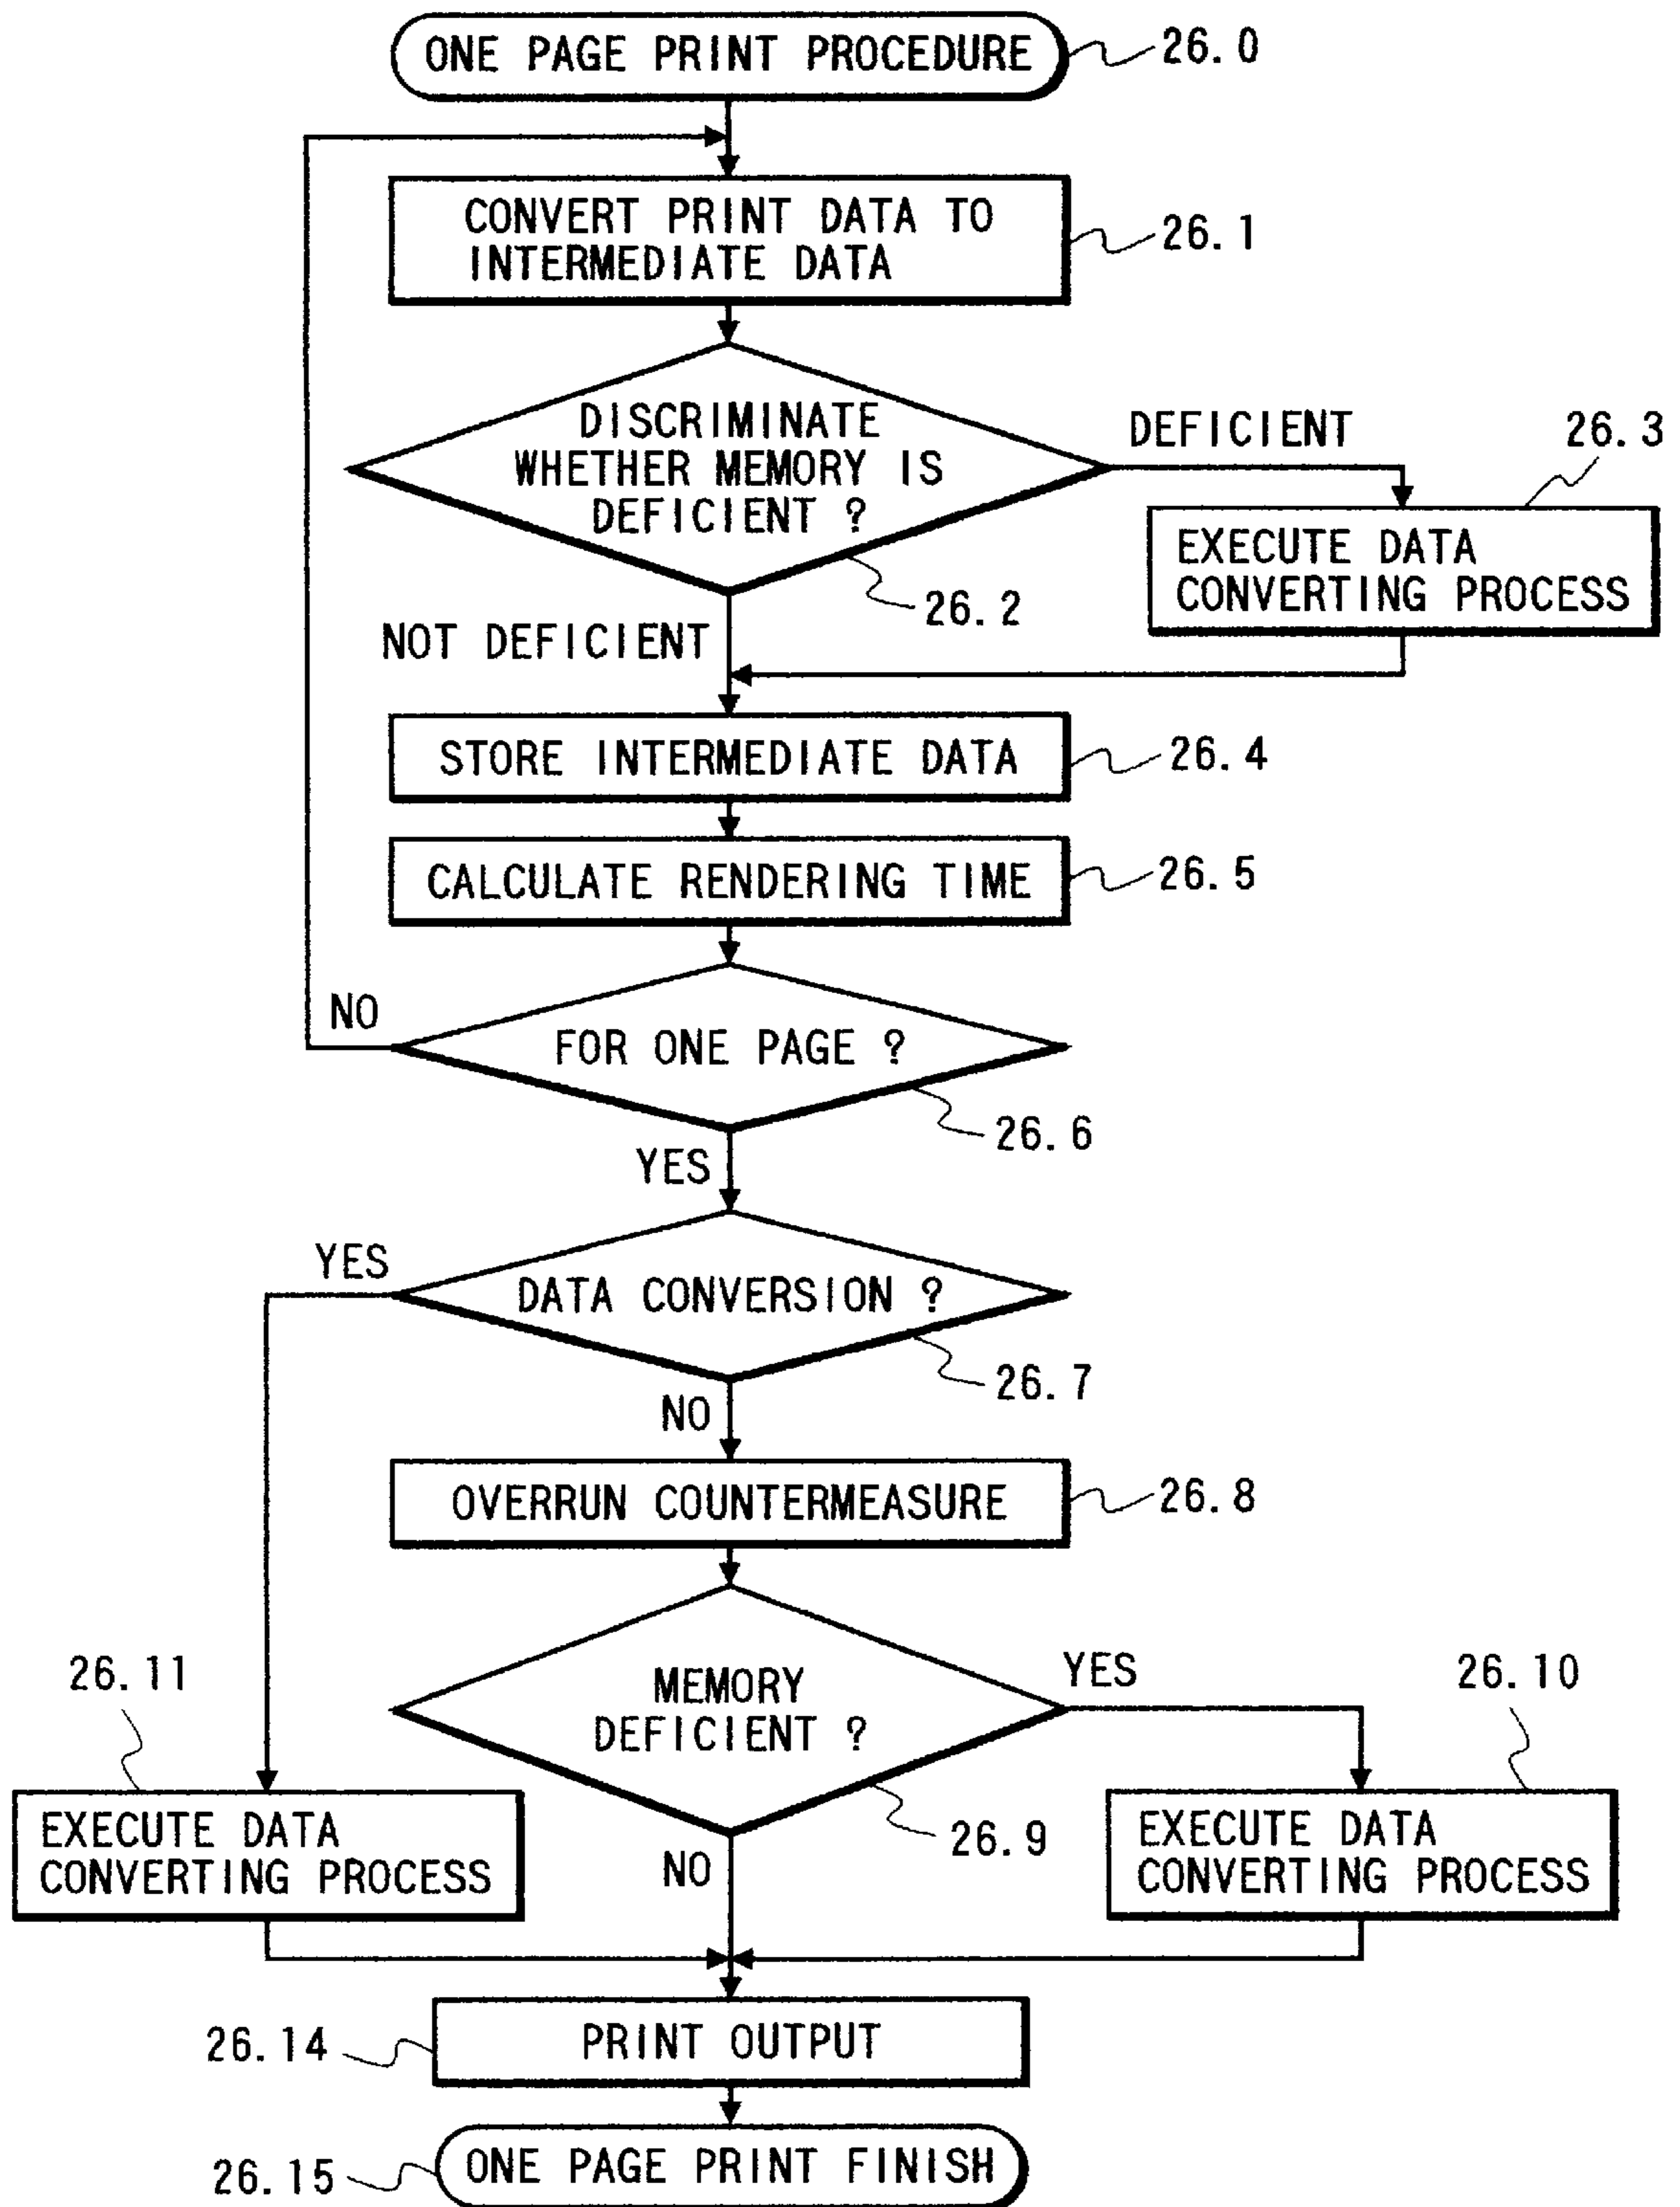 ONE PAGE PRINT PROCEDURE
26.0
CONVERT PRINT DATA TO
INTERMEDIATE DATA
26.1
DISCRIMINATE
WHETHER MEMORY IS
DEFICIENT ?
26.2
DEFICIENT
26.3
EXECUTE DATA
CONVERTING PROCESS
NOT DEFICIENT
STORE INTERMEDIATE DATA
26.4
CALCULATE RENDERING TIME
26.5
NO
FOR ONE PAGE ?
26.6
YES
YES
DATA CONVERSION ?
26.7
NO
OVERRUN COUNTERMEASURE
26.8
MEMORY
DEFICIENT ?
26.9
YES
26.10
EXECUTE DATA
CONVERTING PROCESS
26.11
EXECUTE DATA
CONVERTING PROCESS
NO
PRINT OUTPUT
26.14
ONE PAGE PRINT FINISH
26.15